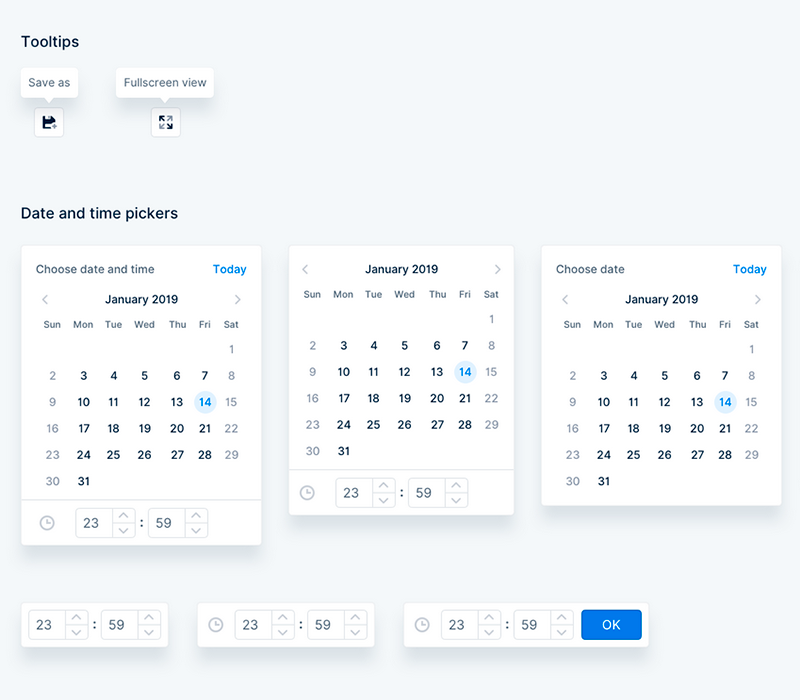 Tooltips
Save as
Fullscreen view
Date and time pickers
Choose date and time Today
January 2019
Sun Mon Tue Wed Thu Fri Sat
1
2 3 4 5 6 7 8
9 10 11 12 13 14 15
16 17 18 19 20 21 22
23 24 25 26 27 28 29
30 31
23 : 59
January 2019
Sun Mon Tue Wed Thu Fri Sat
1
2 3 4 5 6 7 8
9 10 11 12 13 14 15
16 17 18 19 20 21 22
23 24 25 26 27 28 29
30 31
23 : 59
Choose date Today
January 2019
Sun Mon Tue Wed Thu Fri Sat
1
2 3 4 5 6 7 8
9 10 11 12 13 14 15
16 17 18 19 20 21 22
23 24 25 26 27 28 29
30 31
23 : 59
23 : 59
23 : 59 OK